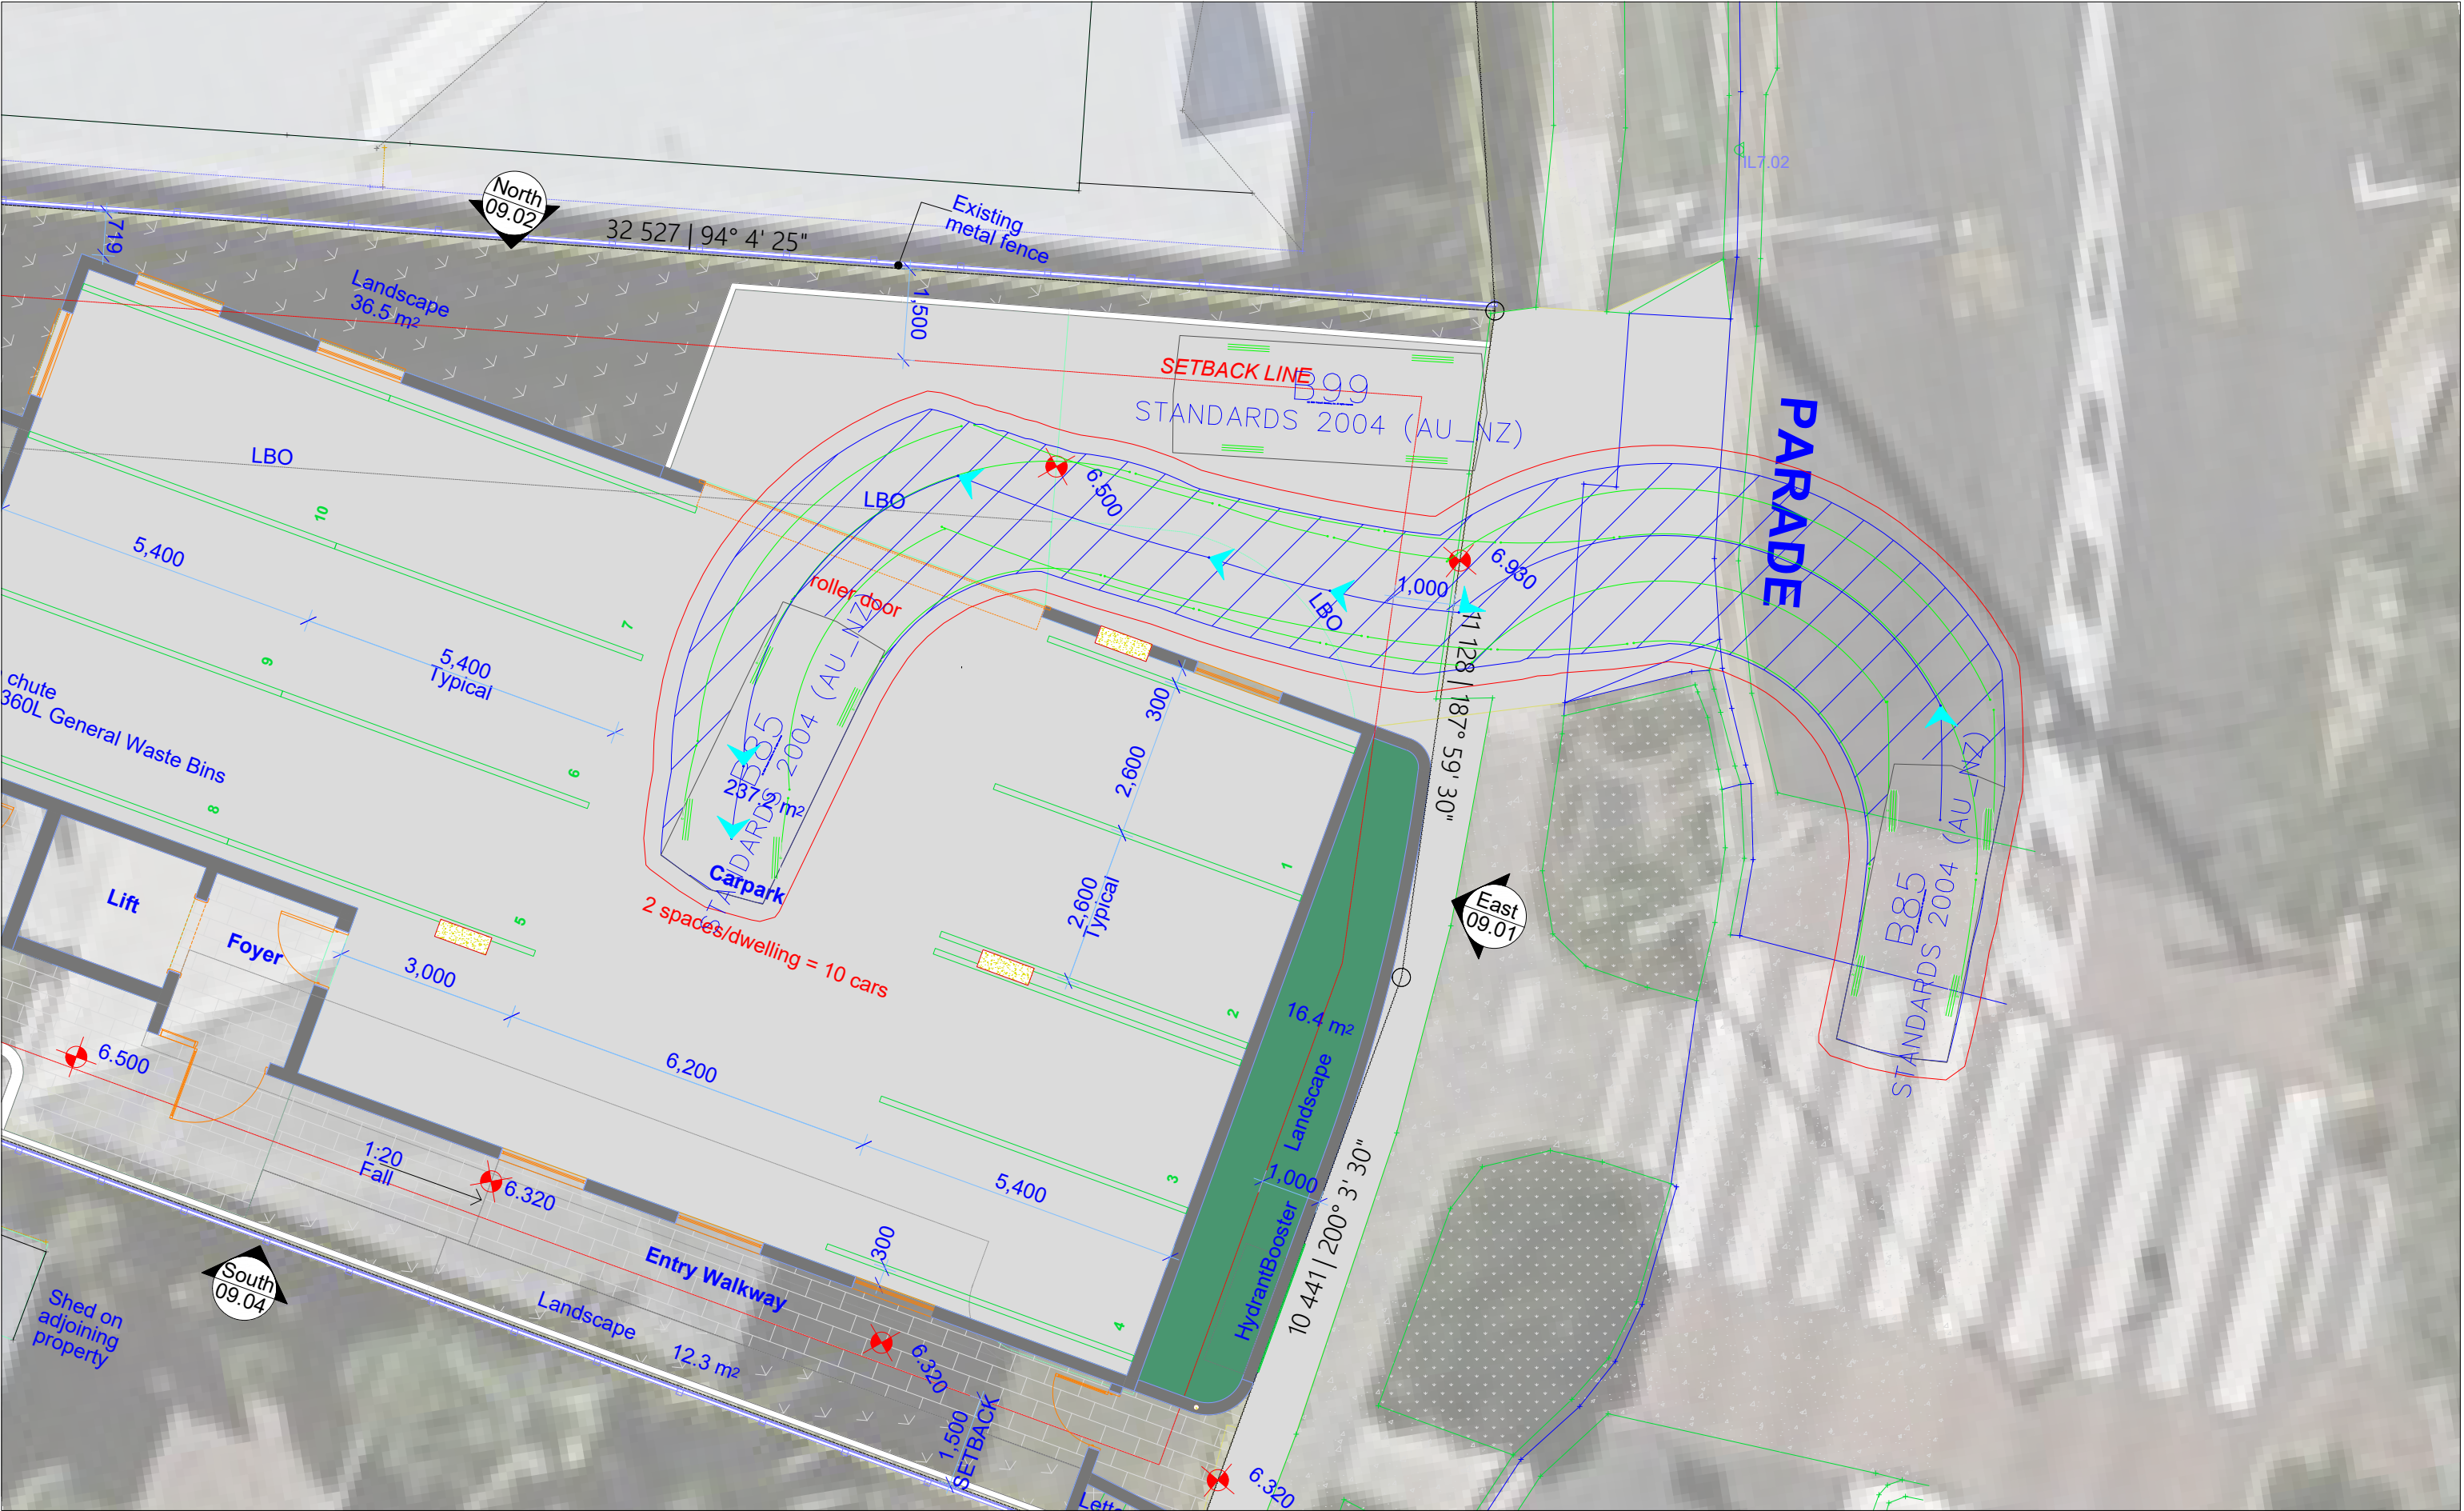 IL7.02
North
09.02
719
32 527 | 94° 4' 25"
Existing
metal fence
1,500
Landscape
36.5 m²
SETBACK LINE
B99
STANDARDS 2004 (AU_NZ)
PARADE
LBO
LBO
6.500
10
5,400
6.930
1,000
LBO
roller door
7
9
5,400
Typical
11 128 | 187° 59' 30"
chute
360L General Waste Bins
300
2,600
6
8
B85
STANDARDS 2004 (AU_NZ)
237.2 m²
Carpark
2 spaces/dwelling = 10 cars
1
2,600
Typical
B85
STANDARDS 2004 (AU_NZ)
East
09.01
Lift
Foyer
5
3,000
2
16.4 m²
6.500
6,200
Landscape
1:20
Fall
6.320
5,400
3
1,000
10 441 | 200° 3' 30"
HydrantBooster
300
Entry Walkway
South
09.04
Shed on
adjoining
property
Landscape
12.3 m²
4
6.320
1,500
SETBACK
6.320